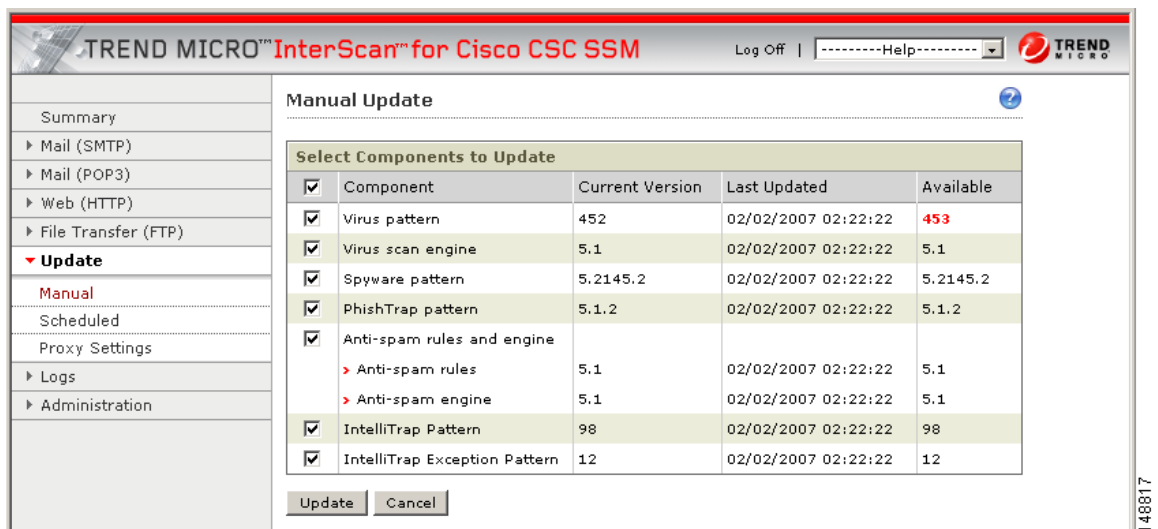 TREND MICRO™ InterScan™ for Cisco CSC SSM
Log Off | ---------Help---------
TREND MICRO
Summary
Mail (SMTP)
Mail (POP3)
Web (HTTP)
File Transfer (FTP)
Update
Manual
Scheduled
Proxy Settings
Logs
Administration
Manual Update
?
Select Components to Update
Component Current Version Last Updated Available
Virus pattern 452 02/02/2007 02:22:22 453
Virus scan engine 5.1 02/02/2007 02:22:22 5.1
Spyware pattern 5.2145.2 02/02/2007 02:22:22 5.2145.2
PhishTrap pattern 5.1.2 02/02/2007 02:22:22 5.1.2
Anti-spam rules and engine
> Anti-spam rules 5.1 02/02/2007 02:22:22 5.1
> Anti-spam engine 5.1 02/02/2007 02:22:22 5.1
IntelliTrap Pattern 98 02/02/2007 02:22:22 98
IntelliTrap Exception Pattern 12 02/02/2007 02:22:22 12
Update Cancel
148817